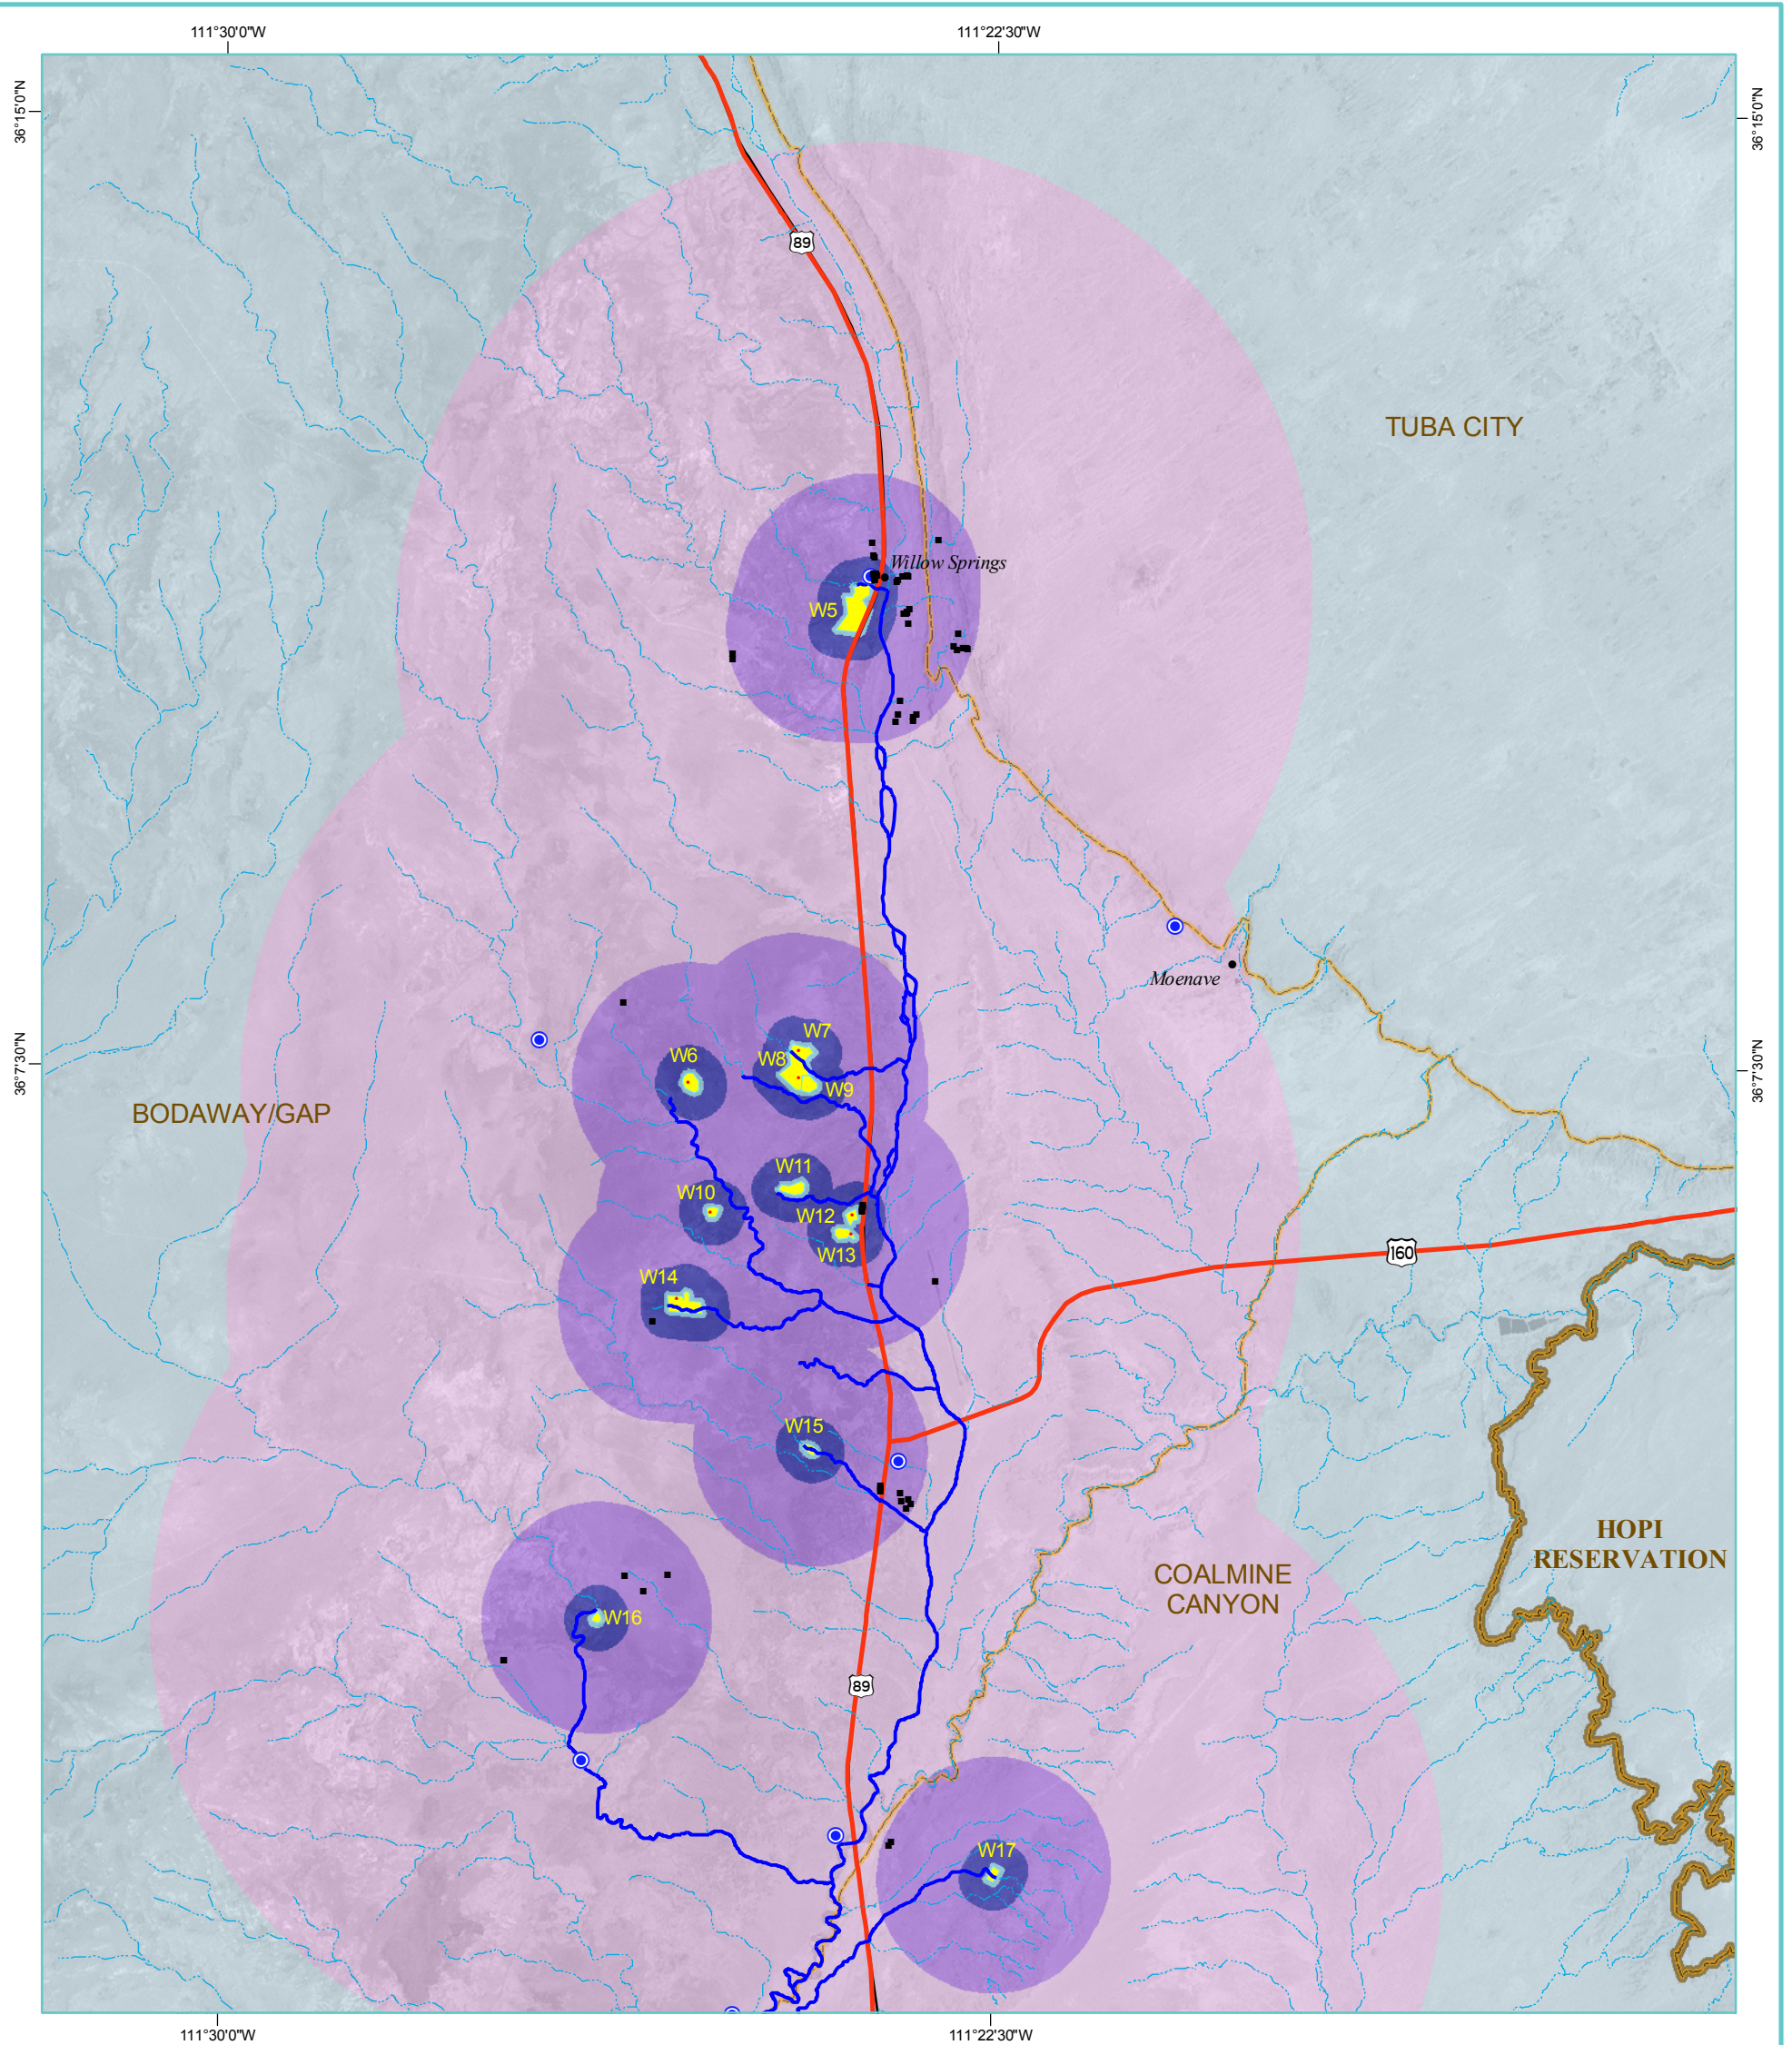 111°30'0"W
111°22'30"W
36°15'0"N
36°15'0"N
89
TUBA CITY
Willow Springs
W5
Moenave
W7
W6
W8
W9
36°7'30"N
36°7'30"N
BODAWAY/GAP
W11
W10
W12
W13
160
W14
W15
HOPI
RESERVATION
COALMINE
CANYON
W16
89
W17
111°30'0"W
111°22'30"W